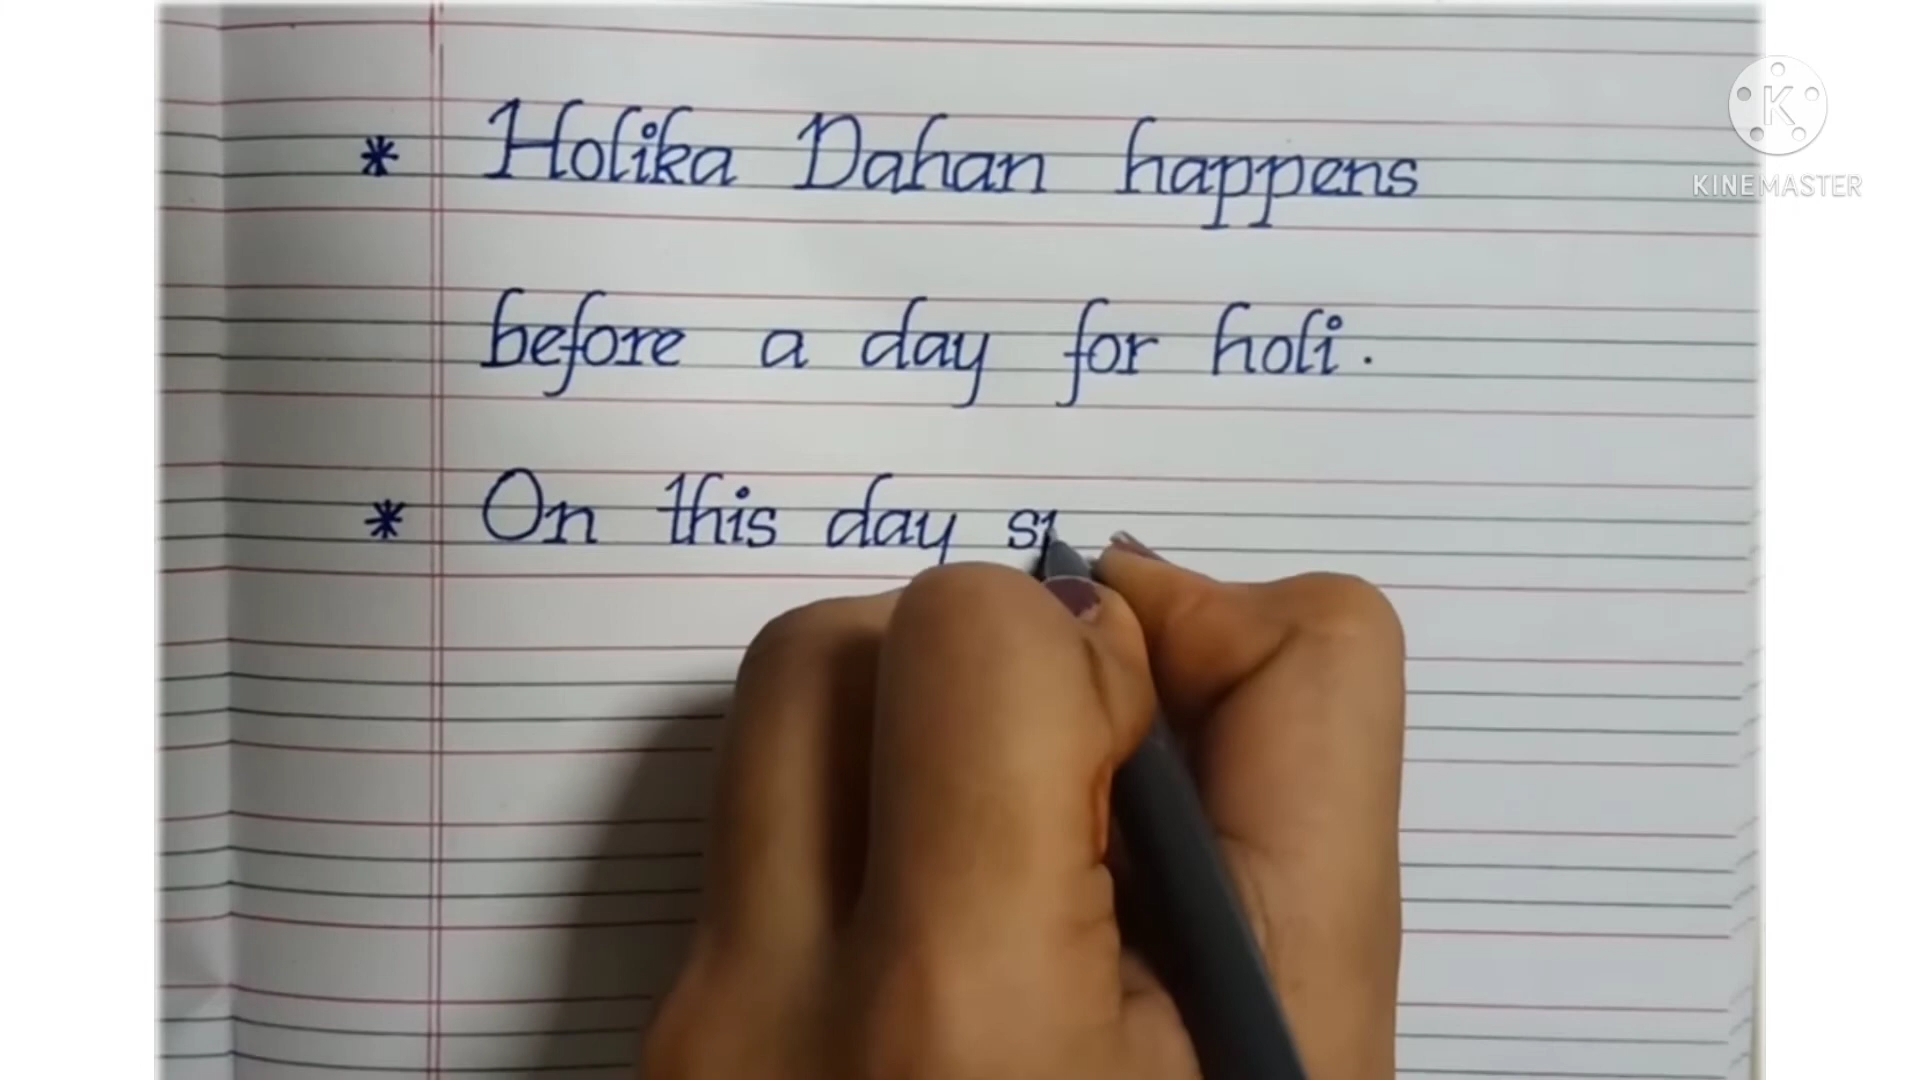 * Holika Dahan happens
before a day for holi.
* On this day
KINEMASTER